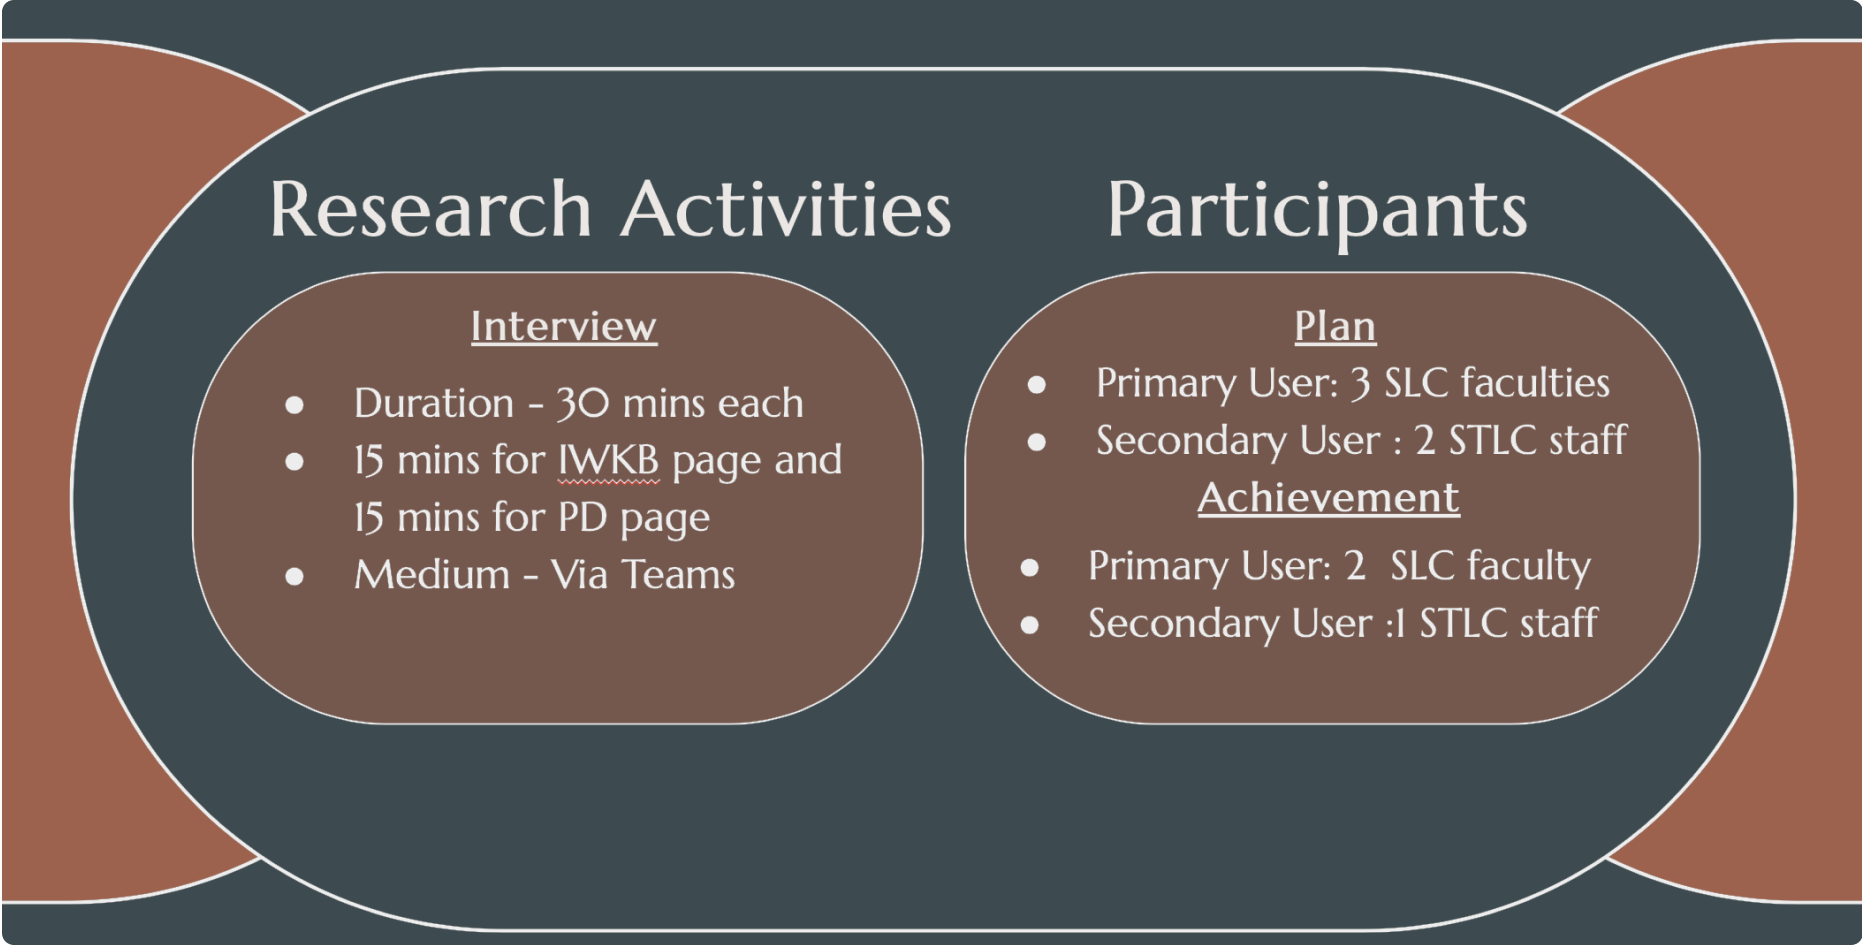 Research Activities
Interview
● Duration - 30 mins each
● 15 mins for IWKB page and
15 mins for PD page
● Medium - Via Teams
Participants
Plan
● Primary User: 3 SLC faculties
● Secondary User : 2 STLC staff
Achievement
● Primary User: 2  SLC faculty
● Secondary User :1 STLC staff